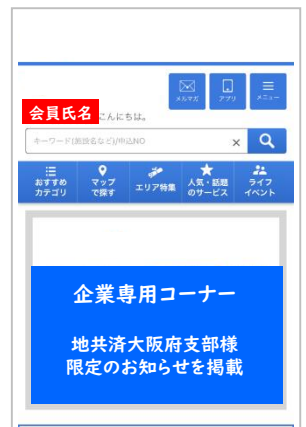 メルマガ
アプリ
メニュー
会員氏名 こんにちは。
キーワード(施設名など)/申込NO ×
おすすめ
カテゴリ
マップ
で探す
エリア特集
人気・話題
のサービス
ライフ
イベント
企業専用コーナー
地共済大阪府支部様
限定のお知らせを掲載